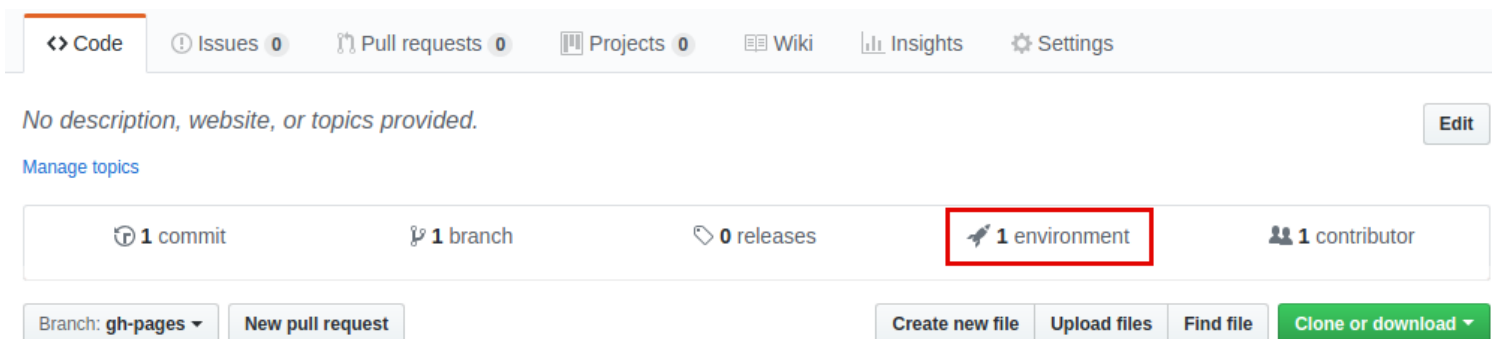 <> Code Issues 0 Pull requests 0 Projects 0 Wiki Insights Settings
No description, website, or topics provided. Edit
Manage topics
1 commit 1 branch 0 releases 1 environment 1 contributor
Branch: gh-pages New pull request Create new file Upload files Find file Clone or download